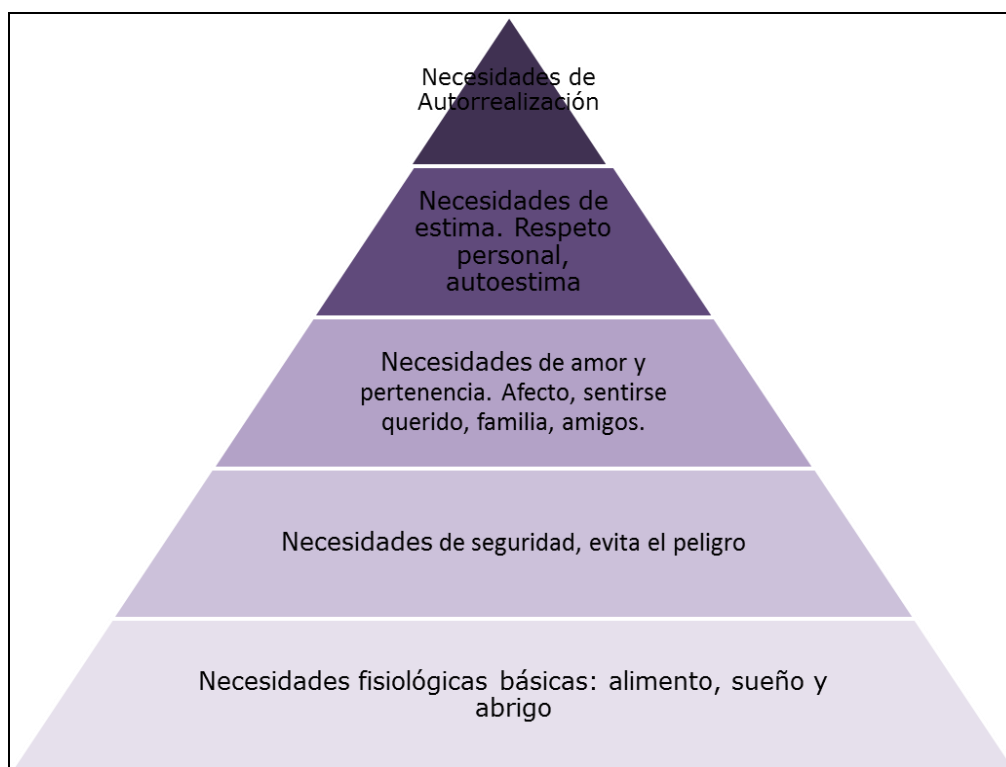 Necesidades de
Autorrealización
Necesidades de
estima. Respeto
personal,
autoestima
Necesidades de amor y
pertenencia. Afecto, sentirse
querido, familia, amigos.
Necesidades de seguridad, evita el peligro
Necesidades fisiológicas básicas: alimento, sueño y
abrigo